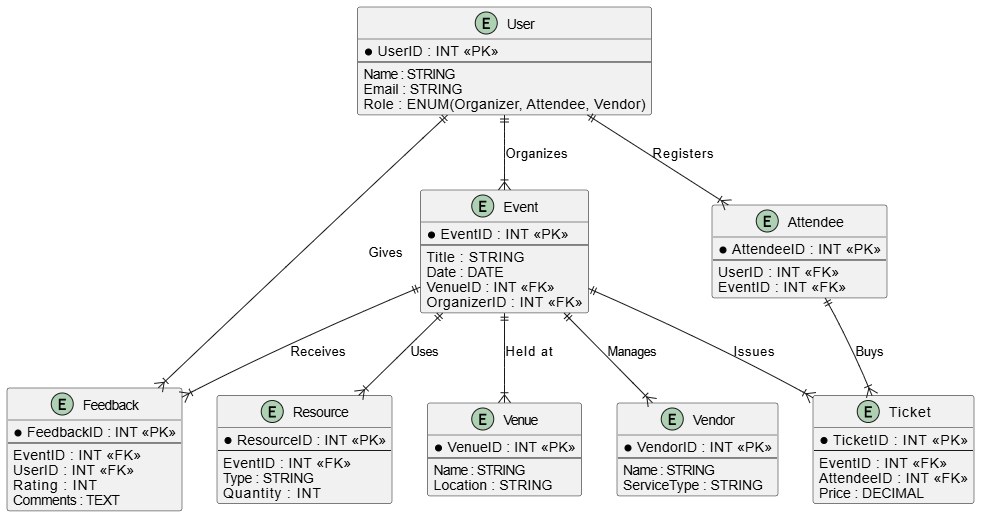 E User
UserID : INT «PK»
Name : STRING
Email : STRING
Role : ENUM(Organizer, Attendee, Vendor)
Organizes
Registers
E Event
EventID : INT «PK»
Title : STRING
Date : DATE
VenueID : INT «FK»
OrganizerID : INT «FK»
E Attendee
AttendeeID : INT «PK»
UserID : INT «FK»
EventID : INT «FK»
Gives
Receives
Uses
Held at
Manages
Issues
Buys
E Feedback
FeedbackID : INT «PK»
EventID : INT «FK»
UserID : INT «FK»
Rating : INT
Comments : TEXT
E Resource
ResourceID : INT «PK»
EventID : INT «FK»
Type : STRING
Quantity : INT
E Venue
VenueID : INT «PK»
Name : STRING
Location : STRING
E Vendor
VendorID : INT «PK»
Name : STRING
ServiceType : STRING
E Ticket
TicketID : INT «PK»
EventID : INT «FK»
AttendeeID : INT «FK»
Price : DECIMAL